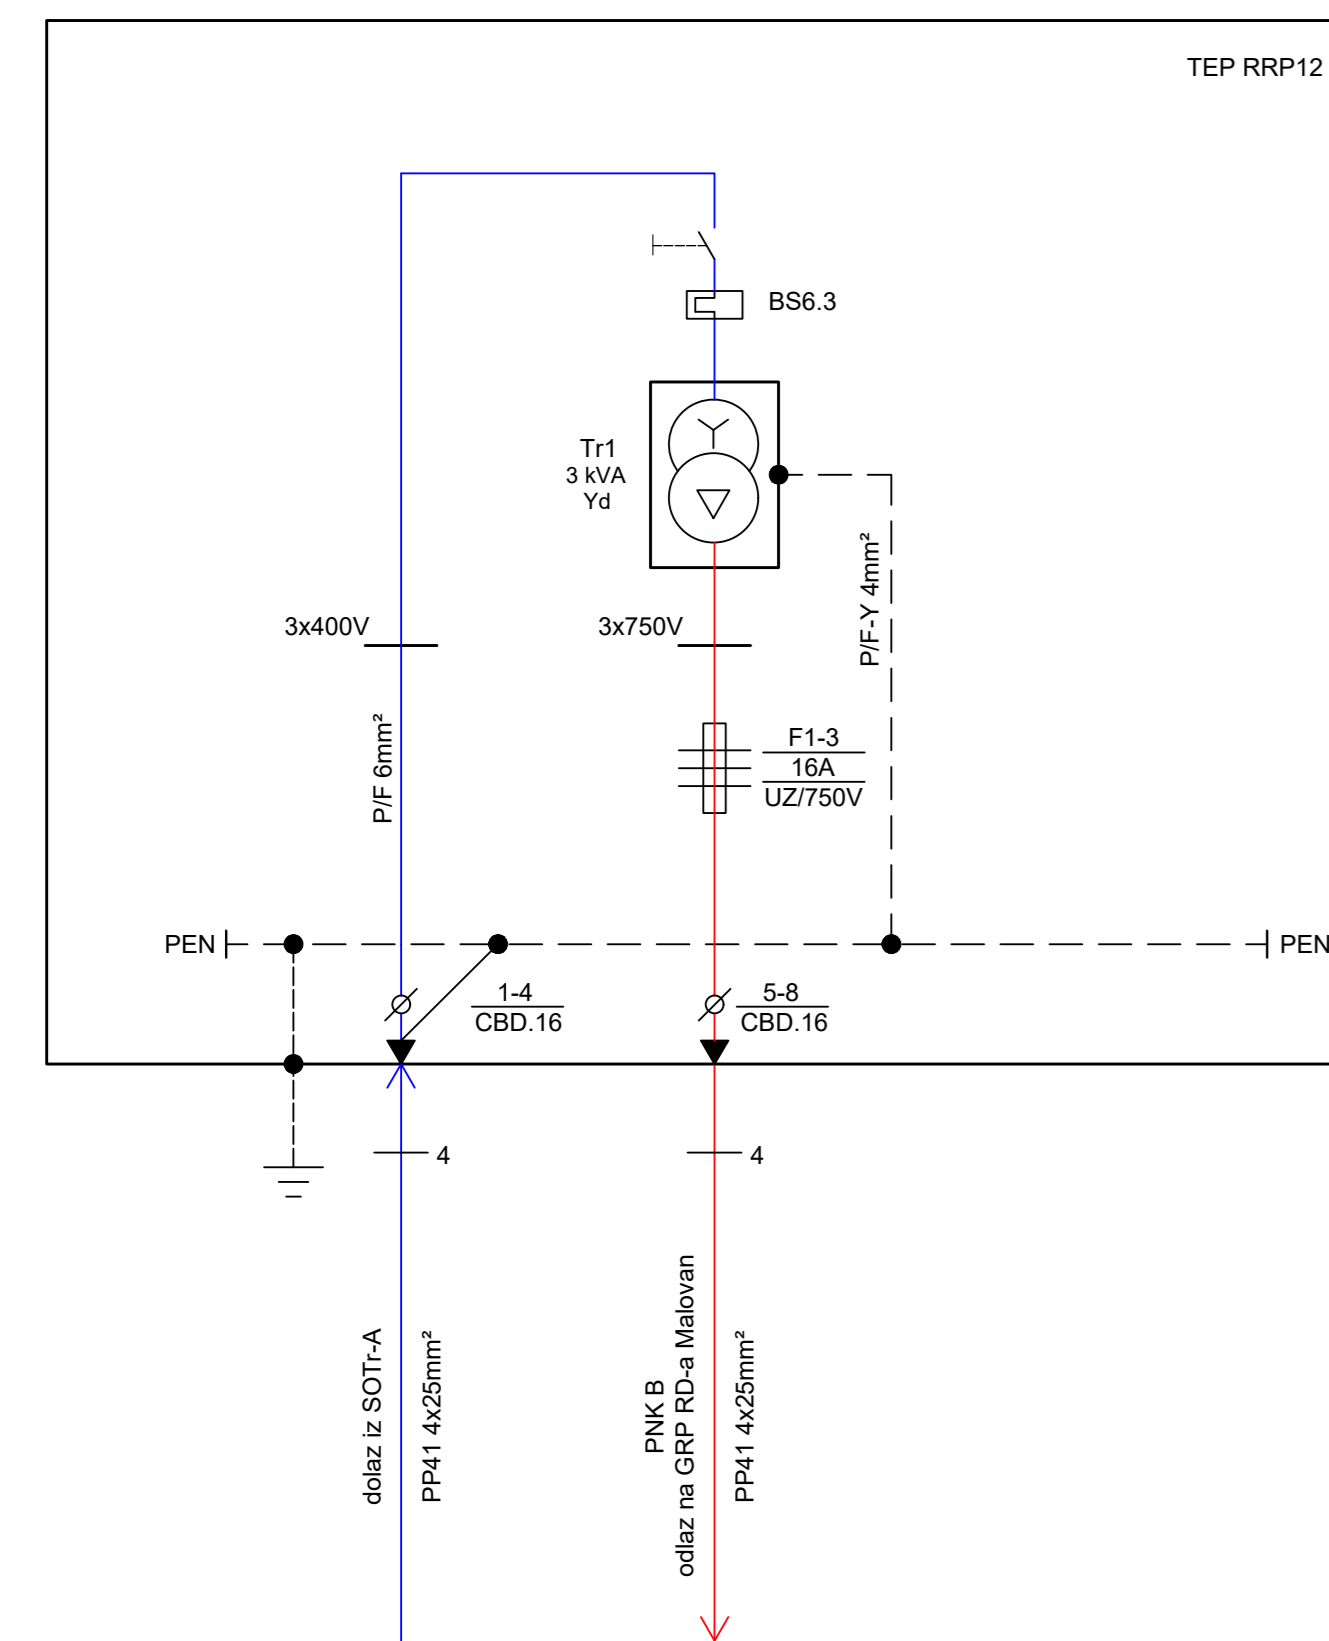 TEP RRP12
BS6.3
Tr1
3 kVA
Yd
P/F-Y 4mm²
3x400V
3x750V
P/F 6mm²
F1-3
16A
UZ/750V
PEN
PEN
1-4
CBD.16
5-8
CBD.16
4
4
dolaz iz SOTr-A
PP41 4x25mm²
PNK B
odlaz na GRP RD-a Malovan
PP41 4x25mm²